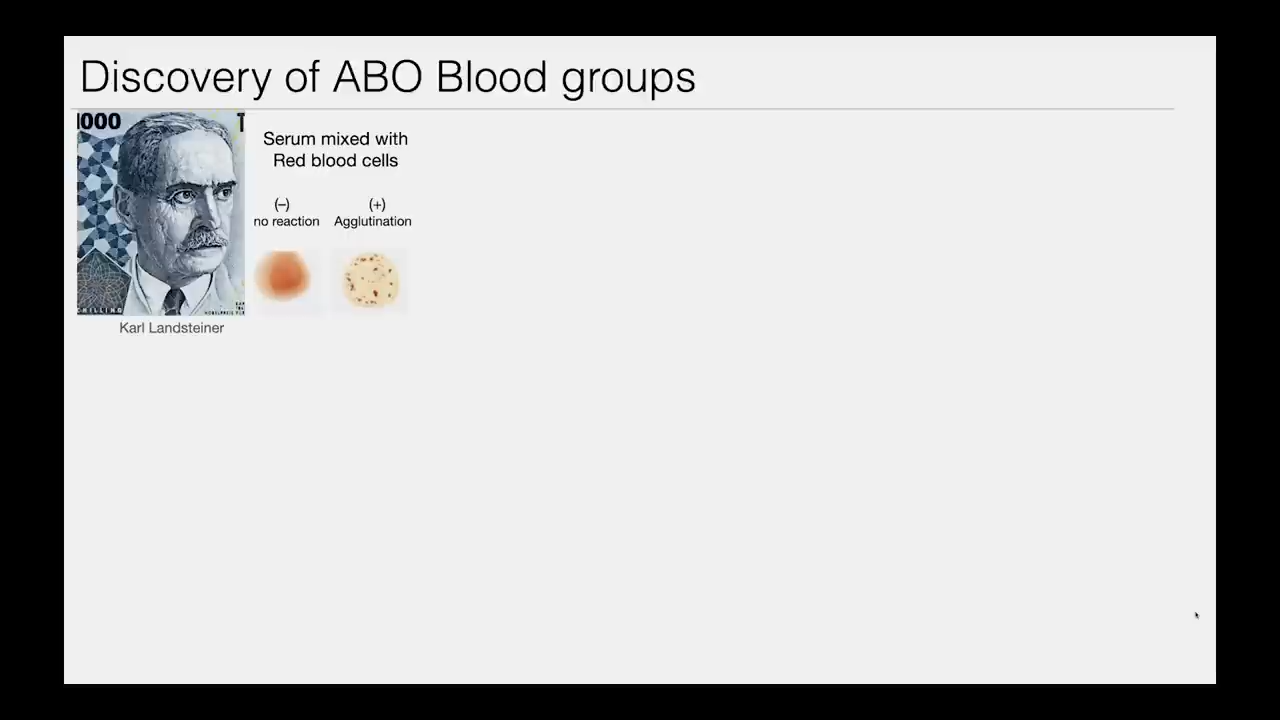 Discovery of ABO Blood groups
1000
Serum mixed with
Red blood cells
(–)
no reaction
(+)
Agglutination
Karl Landsteiner